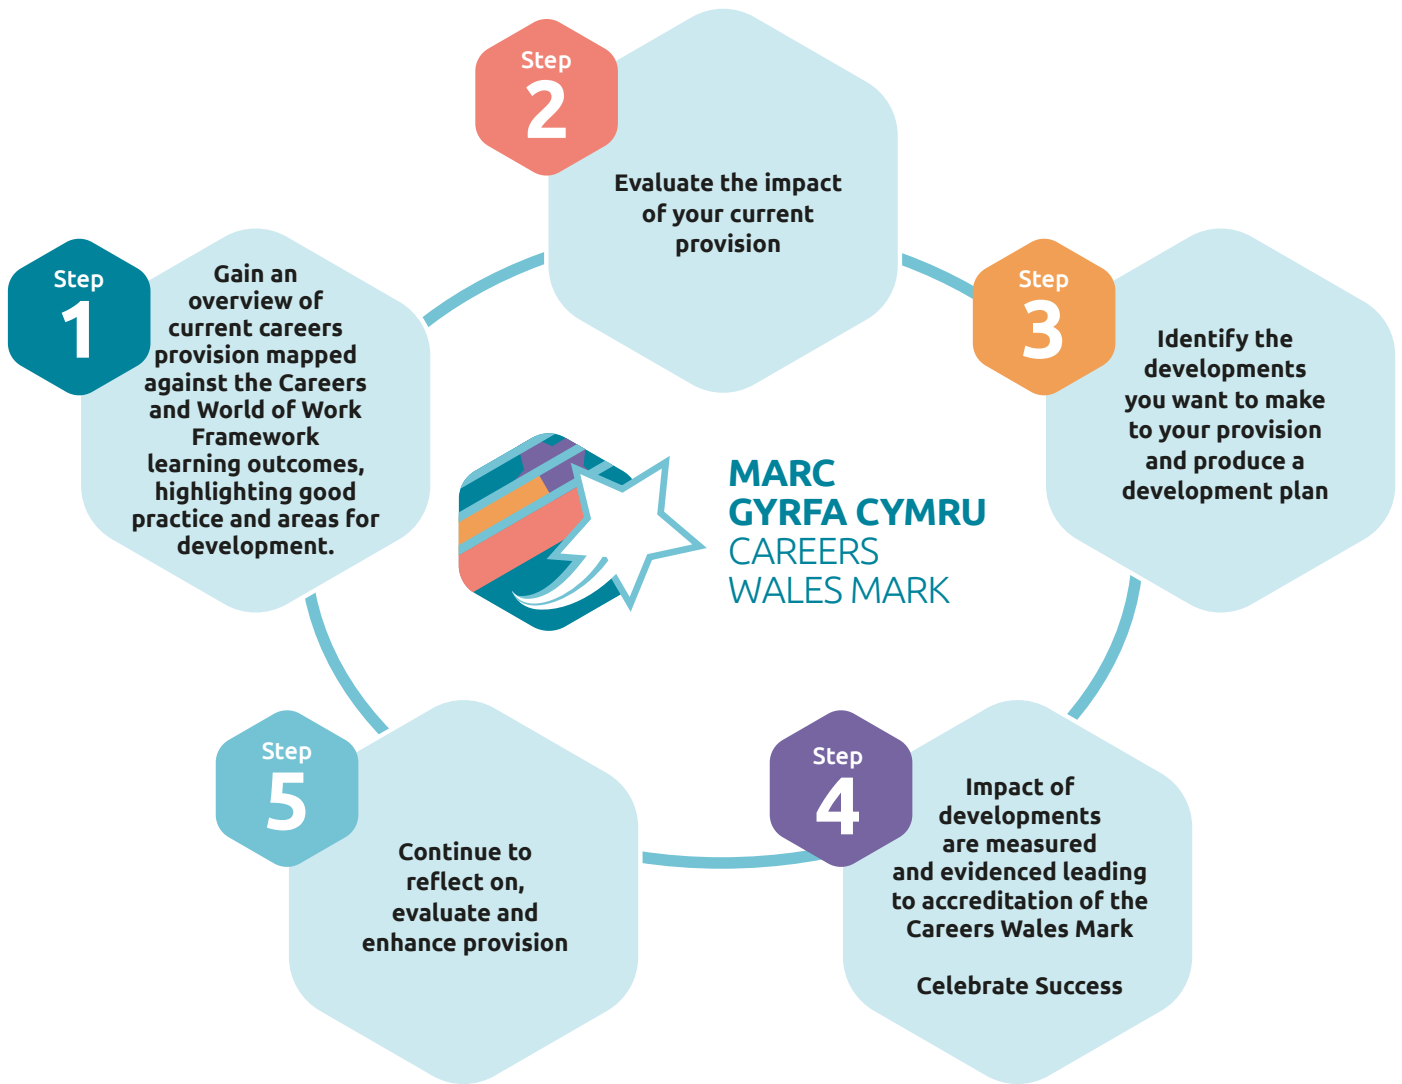 Step
1
Gain an
overview of
current careers
provision mapped
against the Careers
and World of Work
Framework
learning outcomes,
highlighting good
practice and areas for
development.
Step
2
Evaluate the impact
of your current
provision
Step
3
Identify the
developments
you want to make
to your provision
and produce a
development plan
MARC
GYRFA CYMRU
CAREERS
WALES MARK
Step
4
Impact of
developments
are measured
and evidenced leading
to accreditation of the
Careers Wales Mark
Celebrate Success
Step
5
Continue to
reflect on,
evaluate and
enhance provision